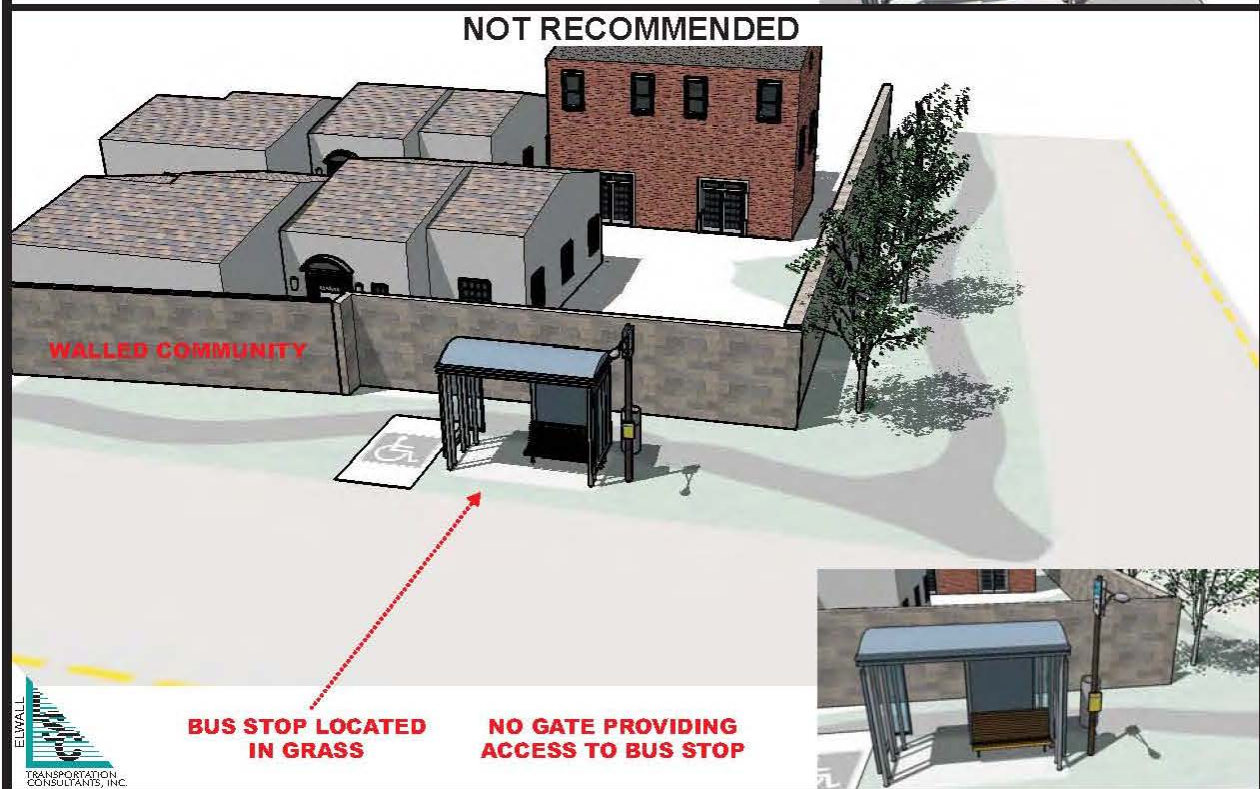 NOT RECOMMENDED
WALLED COMMUNITY
BUS STOP LOCATED
IN GRASS
NO GATE PROVIDING
ACCESS TO BUS STOP
ELWALL
TRANSPORTATION
CONSULTANTS, INC.